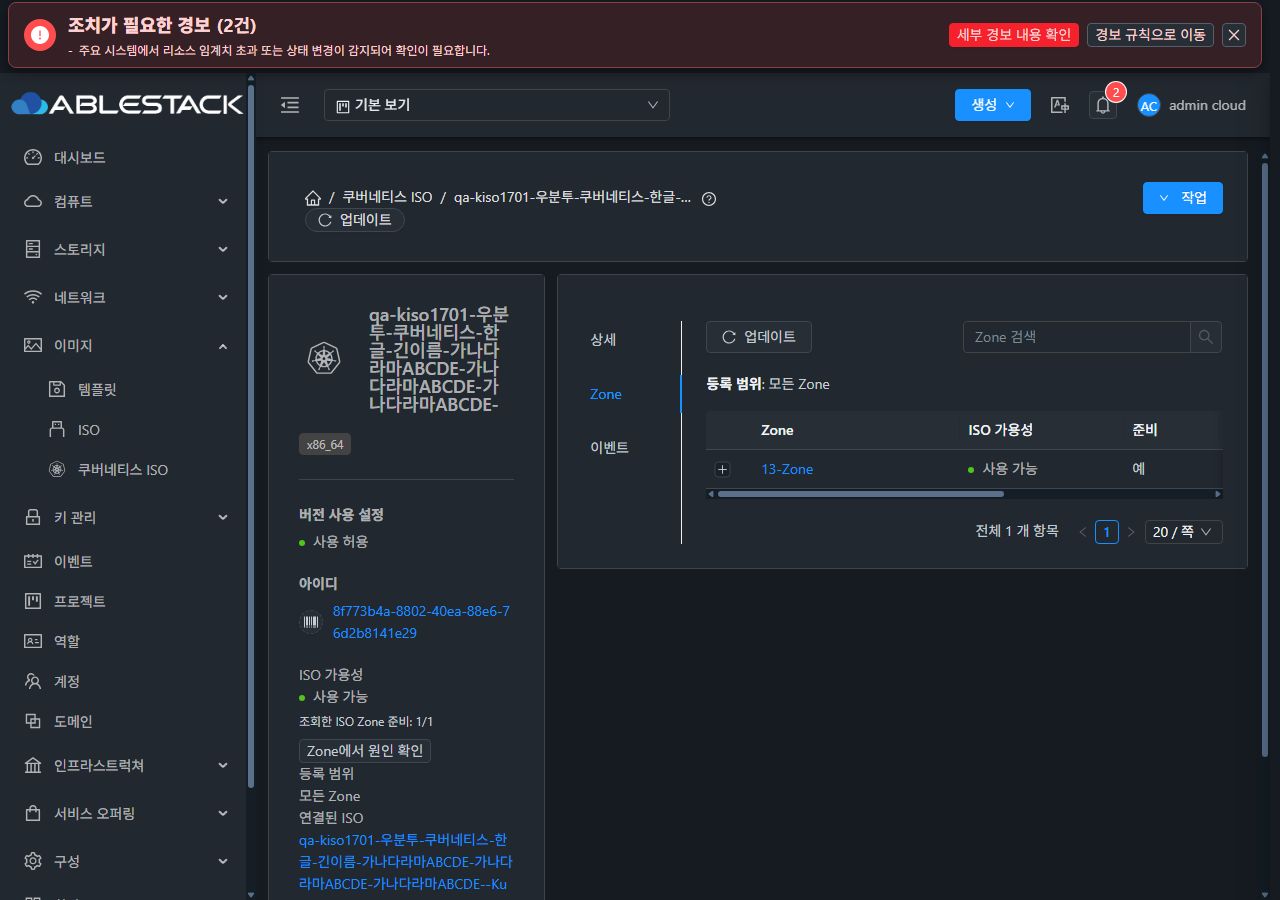 조치가 필요한 경보 (2건)
- 주요 시스템에서 리소스 임계치 초과 또는 상태 변경이 감지되어 확인이 필요합니다.
세부 경보 내용 확인
경보 규칙으로 이동
ABLESTACK
기본 보기
생성
2
AC
admin cloud
대시보드
컴퓨트
스토리지
네트워크
이미지
템플릿
ISO
쿠버네티스 ISO
키 관리
이벤트
프로젝트
역할
계정
도메인
인프라스트럭쳐
서비스 오퍼링
구성
/ 쿠버네티스 ISO / qa-kiso1701-우분투-쿠버네티스-한글-...
업데이트
작업
qa-kiso1701-우분
투-쿠버네티스-한
글-긴이름-가나다
라마ABCDE-가나
다라마ABCDE-가
나다라마ABCDE-
x86_64
버전 사용 설정
사용 허용
아이디
8f773b4a-8802-40ea-88e6-7
6d2b8141e29
ISO 가용성
사용 가능
조회한 ISO Zone 준비: 1/1
Zone에서 원인 확인
등록 범위
모든 Zone
연결된 ISO
qa-kiso1701-우분투-쿠버네티스-한
글-긴이름-가나다라마ABCDE-가나다
라마ABCDE-가나다라마ABCDE--Ku
상세
Zone
이벤트
업데이트
Zone 검색
등록 범위: 모든 Zone
Zone
ISO 가용성
준비
13-Zone
사용 가능
예
전체 1 개 항목
1
20 / 쪽